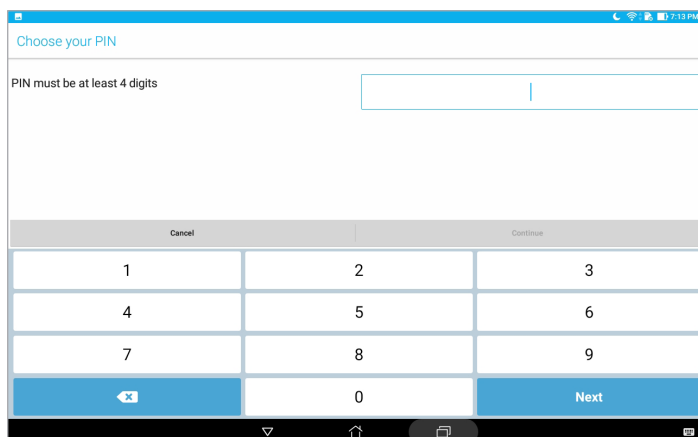 7:13 PM
Choose your PIN
PIN must be at least 4 digits
Cancel Continue
1 2 3
4 5 6
7 8 9
0 Next